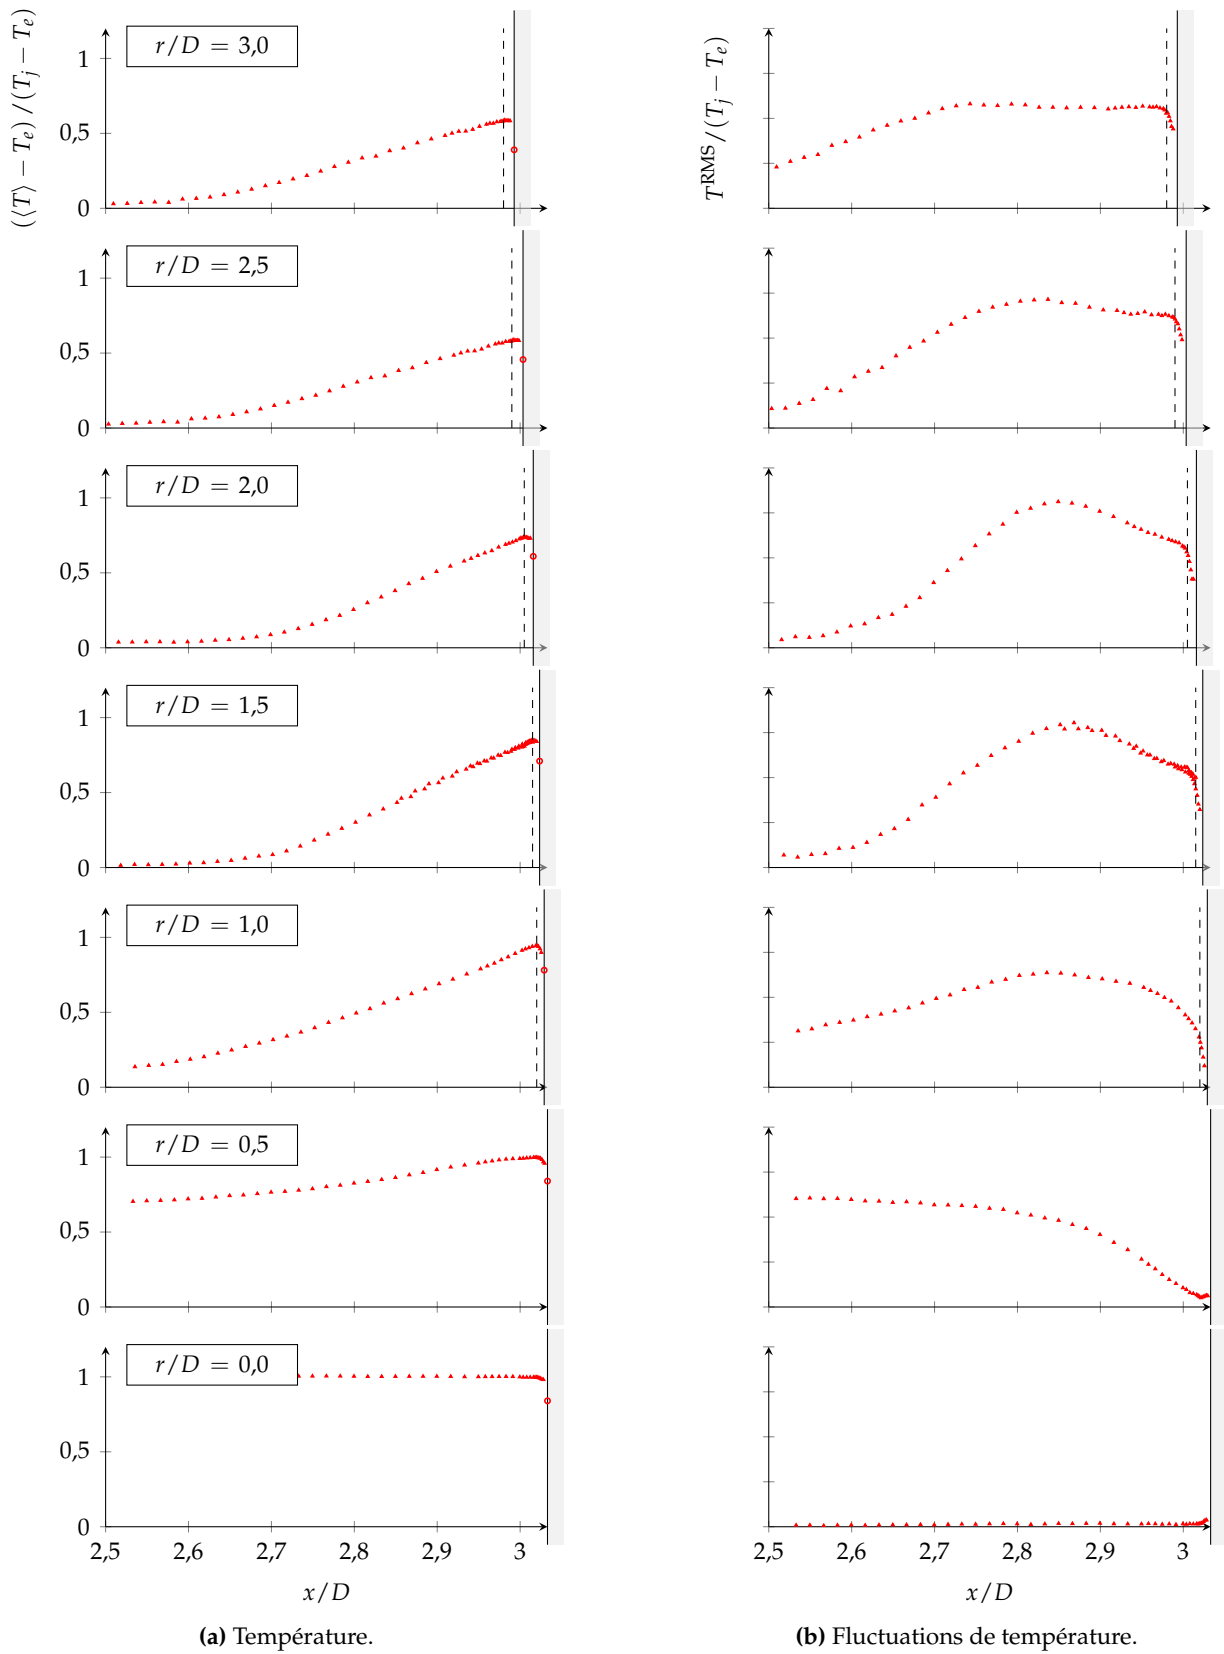 (⟨T⟩ − T_e) / (T_j − T_e)
T^RMS / (T_j − T_e)
r/D = 3,0
1
0,5
0
r/D = 2,5
1
0,5
0
r/D = 2,0
1
0,5
0
r/D = 1,5
1
0,5
0
r/D = 1,0
1
0,5
0
r/D = 0,5
1
0,5
0
r/D = 0,0
1
0,5
0
2,5 2,6 2,7 2,8 2,9 3
2,5 2,6 2,7 2,8 2,9 3
x/D
x/D
(a) Température.
(b) Fluctuations de température.